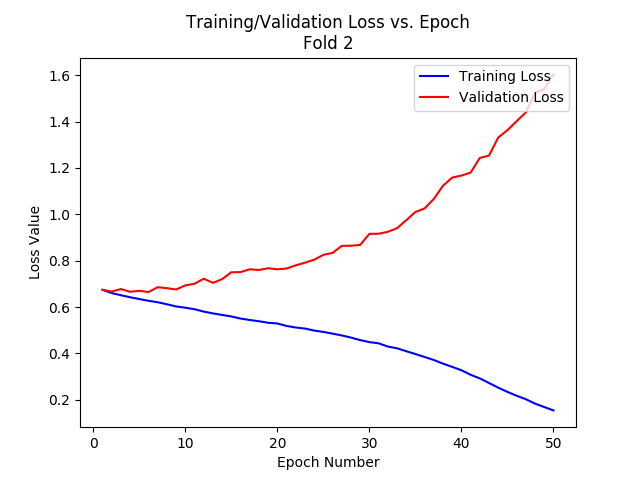 Training/Validation Loss vs. Epoch
Fold 2
Training Loss
Validation Loss
1.6
1.4
1.2
1.0
0.8
0.6
0.4
0.2
Loss Value
0 10 20 30 40 50
Epoch Number